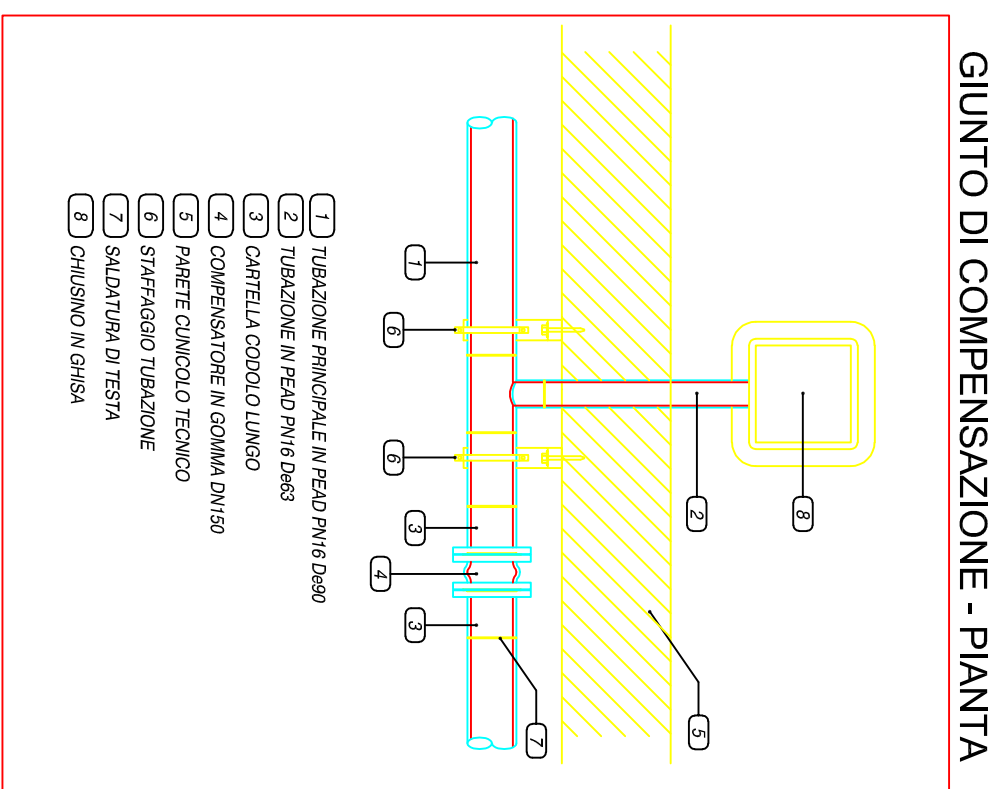 GIUNTO DI COMPENSAZIONE - PIANTA
8
2
5
7
1
6
6
3
4
3
1 TUBAZIONE PRINCIPALE IN PEAD PN16 De90
2 TUBAZIONE IN PEAD PN16 De63
3 CARTELLA CODOLO LUNGO
4 COMPENSATORE IN GOMMA DN150
5 PARETE CUNICOLO TECNICO
6 STAFFAGGIO TUBAZIONE
7 SALDATURA DI TESTA
8 CHIUSINO IN GHISA